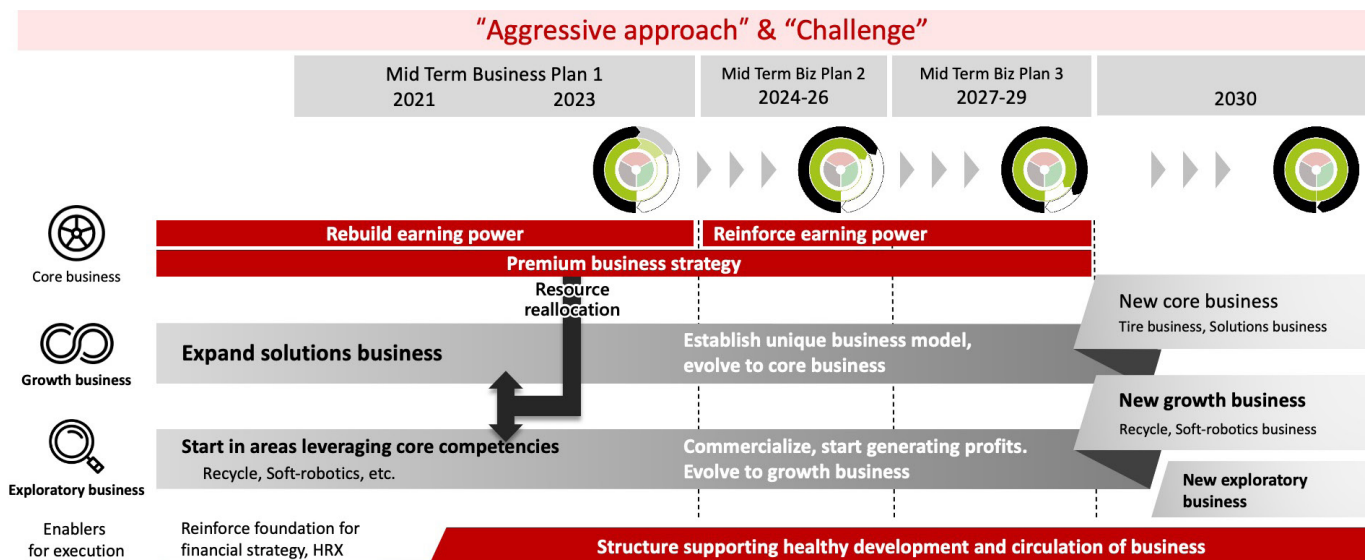 “Aggressive approach” & “Challenge”
Mid Term Business Plan 1
2021 2023
Mid Term Biz Plan 2
2024-26
Mid Term Biz Plan 3
2027-29
2030
Core business
Rebuild earning power
Reinforce earning power
Premium business strategy
Resource
reallocation
New core business
Tire business, Solutions business
Growth business
Expand solutions business
Establish unique business model,
evolve to core business
New growth business
Recycle, Soft-robotics business
Exploratory business
Start in areas leveraging core competencies
Recycle, Soft-robotics, etc.
Commercialize, start generating profits.
Evolve to growth business
New exploratory
business
Enablers
for execution
Reinforce foundation for
financial strategy, HRX
Structure supporting healthy development and circulation of business